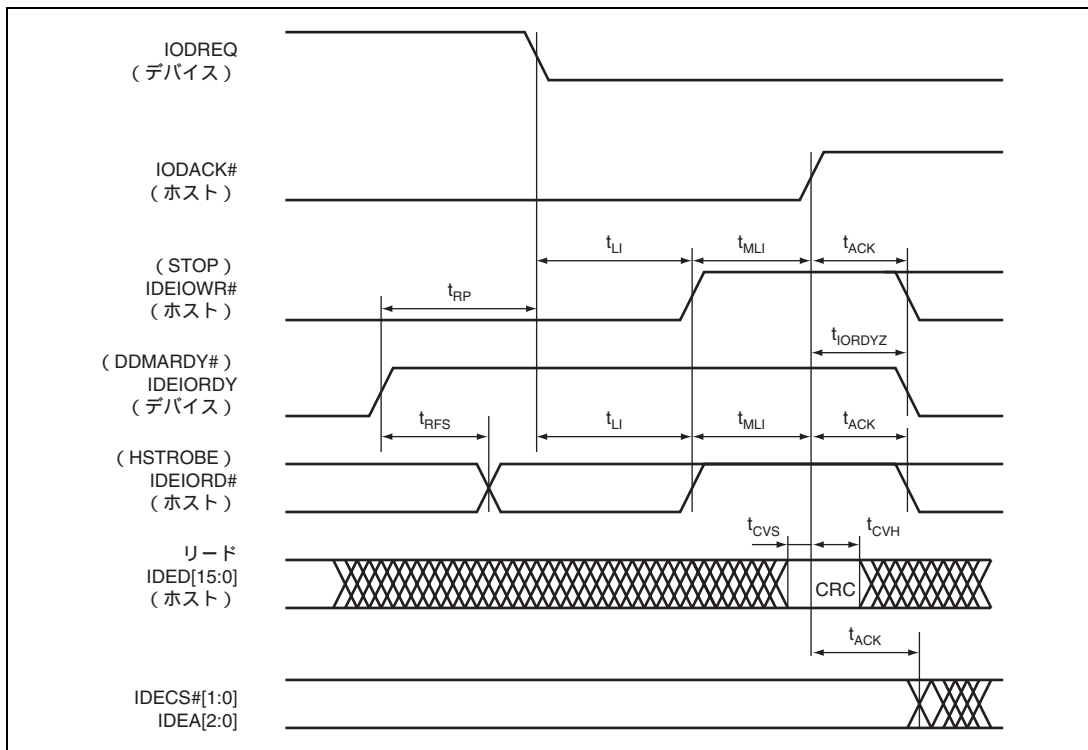 IODREQ
(デバイス)
IODACK#
(ホスト)
tLI
tMLI
tACK
(STOP)
IDEIOWR#
(ホスト)
tRP
tIORDYZ
(DDMARDY#)
IDEIORDY
(デバイス)
tRFS
tLI
tMLI
tACK
(HSTROBE)
IDEIORD#
(ホスト)
tCVS
tCVH
リード
IDED[15:0]
(ホスト)
CRC
tACK
IDECS#[1:0]
IDEA[2:0]